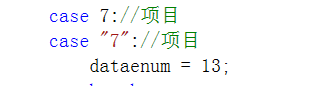 case 7://项目
case "7"://项目
dataenum = 13;